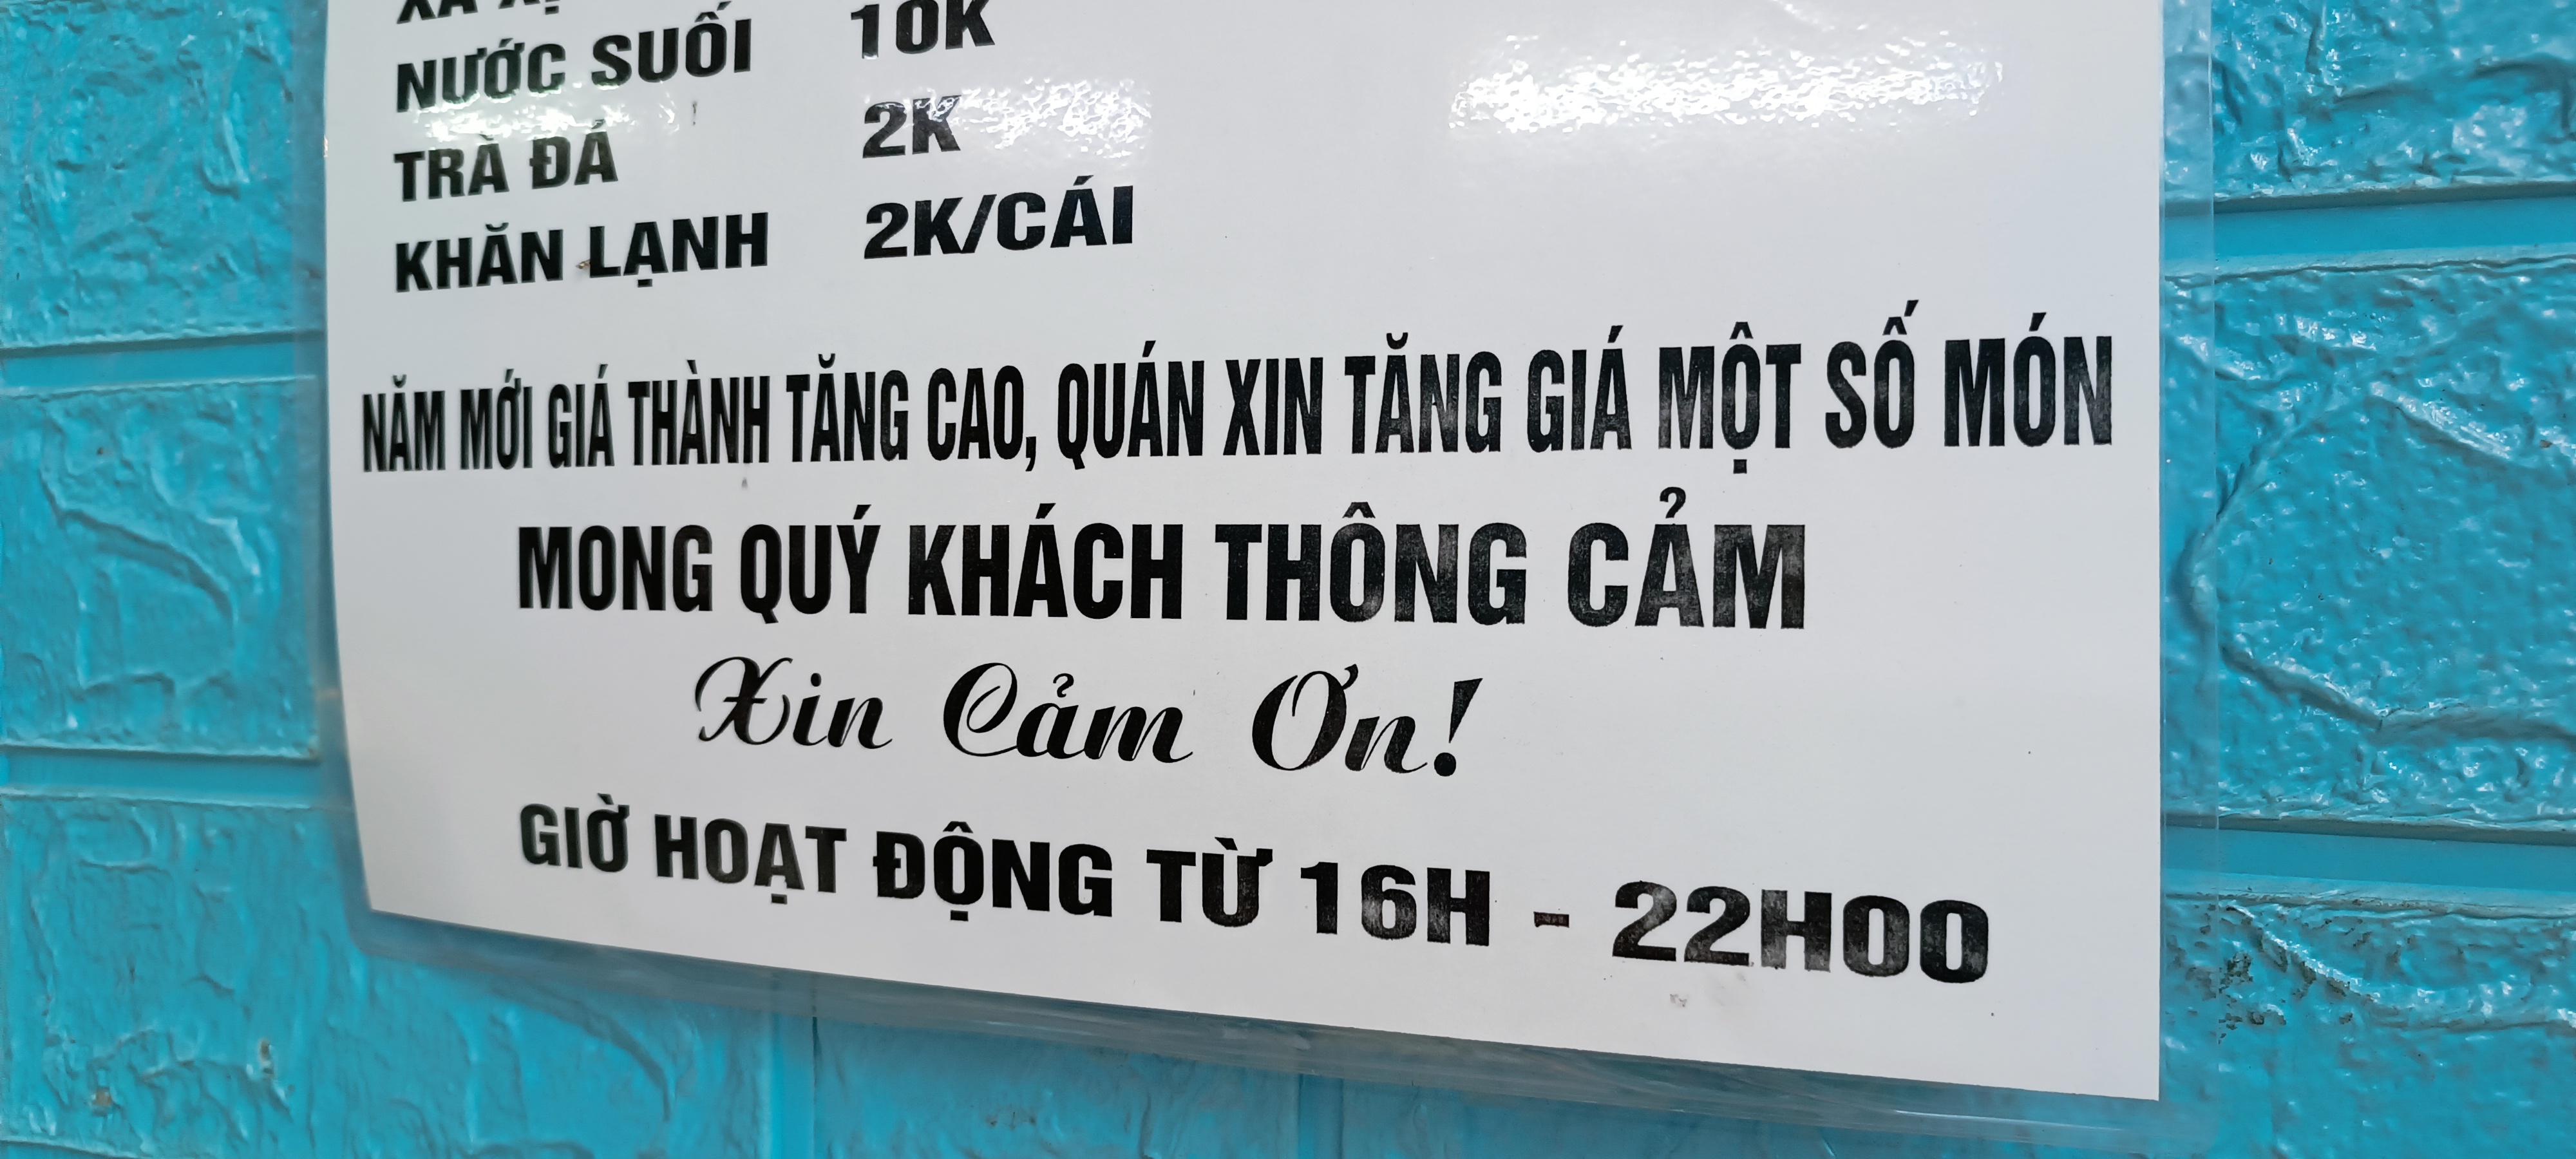 NƯỚC SUỐI 10K
TRÀ ĐÁ 2K
KHĂN LẠNH 2K/CÁI
NĂM MỚI GIÁ THÀNH TĂNG CAO, QUÁN XIN TĂNG GIÁ MỘT SỐ MÓN
MONG QUÝ KHÁCH THÔNG CẢM
Xin Cảm Ơn!
GIỜ HOẠT ĐỘNG TỪ 16H - 22H00